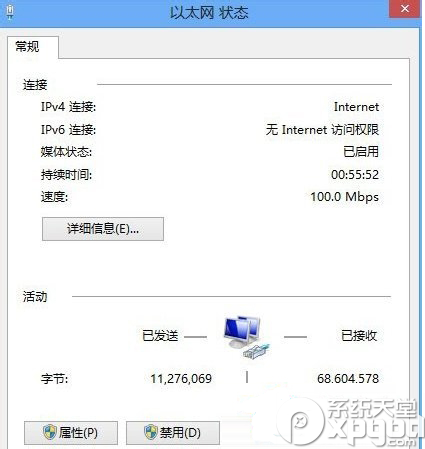 以太网 状态
常规
连接
IPv4 连接: Internet
IPv6 连接: 无 Internet 访问权限
媒体状态: 已启用
持续时间: 00:55:52
速度: 100.0 Mbps
详细信息(E)...
活动
已发送 已接收
字节: 11,276,069 68.604.578
属性(P) 禁用(D)
系统天堂
xpgbd